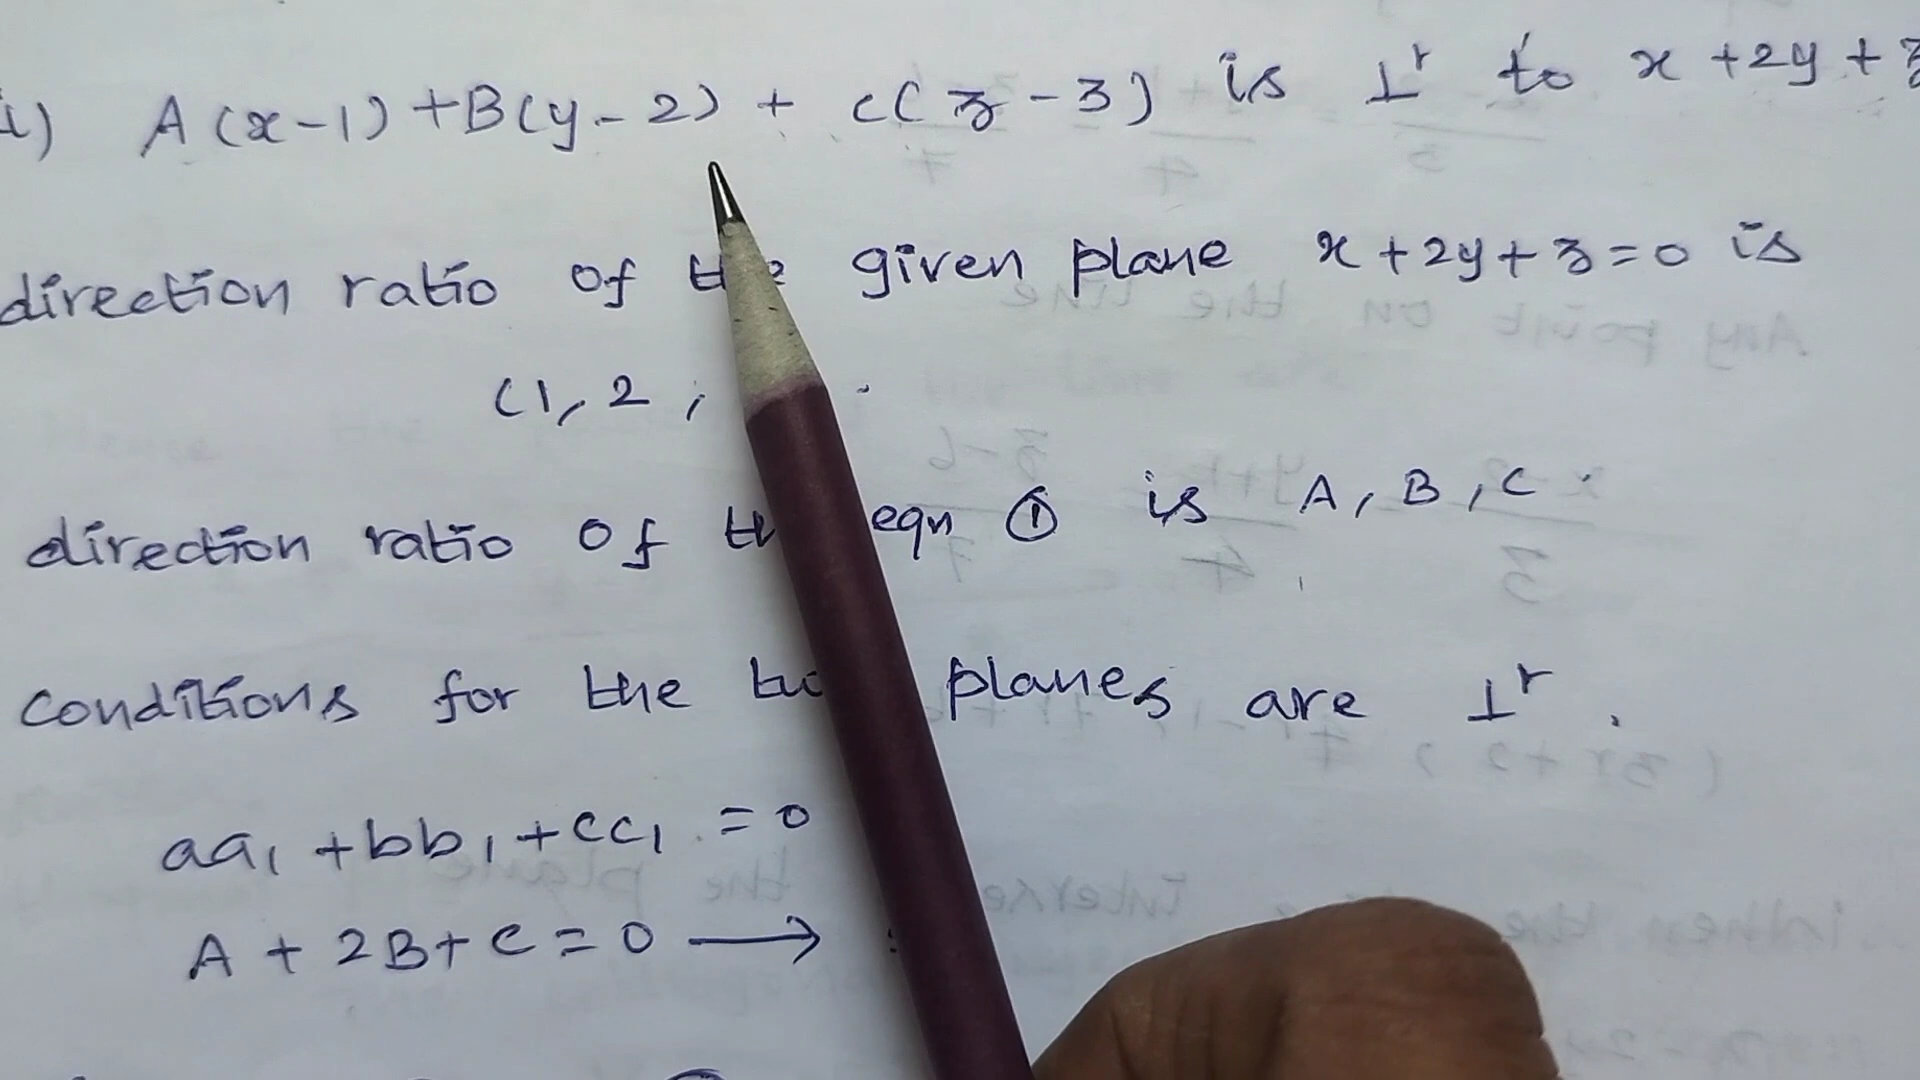 A(x-1)+B(y-2) + c(z-3) is ⊥r to x+2y+z
direction ratio of the given plane x+2y+z=0 is
(1, 2,
direction ratio of the eqn ① is A, B, C.
conditions for the two planes are ⊥r.
aa₁ +bb₁ +cc₁ =0
A + 2B+C=0 →